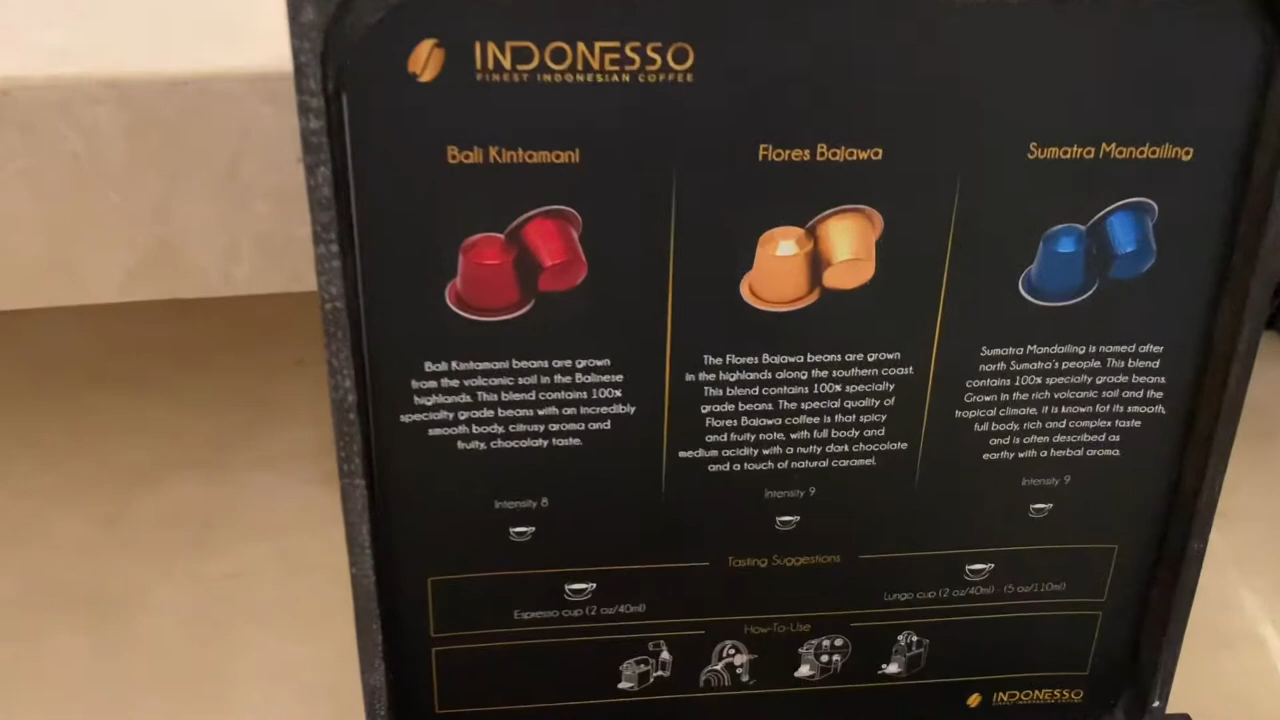 INDONESSO
FINEST INDONESIAN COFFEE
Bali Kintamani
Bali Kintamani beans are grown
from the volcanic soil in the Balinese
highlands. This blend contains 100%
specialty grade beans with an incredibly
smooth body, citrusy aroma and
fruity, chocolaty taste.
Intensity 8
Flores Bajawa
The Flores Bajawa beans are grown
in the highlands along the southern coast.
This blend contains 100% specialty
grade beans. The special quality of
Flores Bajawa coffee is that spicy
and fruity note, with full body and
medium acidity with a nutty dark chocolate
and a touch of natural caramel.
Intensity 9
Sumatra Mandailing
Sumatra Mandailing is named after
north Sumatra's people. This blend
contains 100% specialty grade beans.
Grown in the rich volcanic soil and the
tropical climate, it is known fot its smooth,
full body, rich and complex taste
and is often described as
earthy with a herbal aroma.
Intensity 9
Tasting Suggestions
Espresso cup (2 oz/40ml)
Lungo cup (2 oz/40ml) - (5 oz/110ml)
How-To-Use
INDONESSO
FINEST INDONESIAN COFFEE